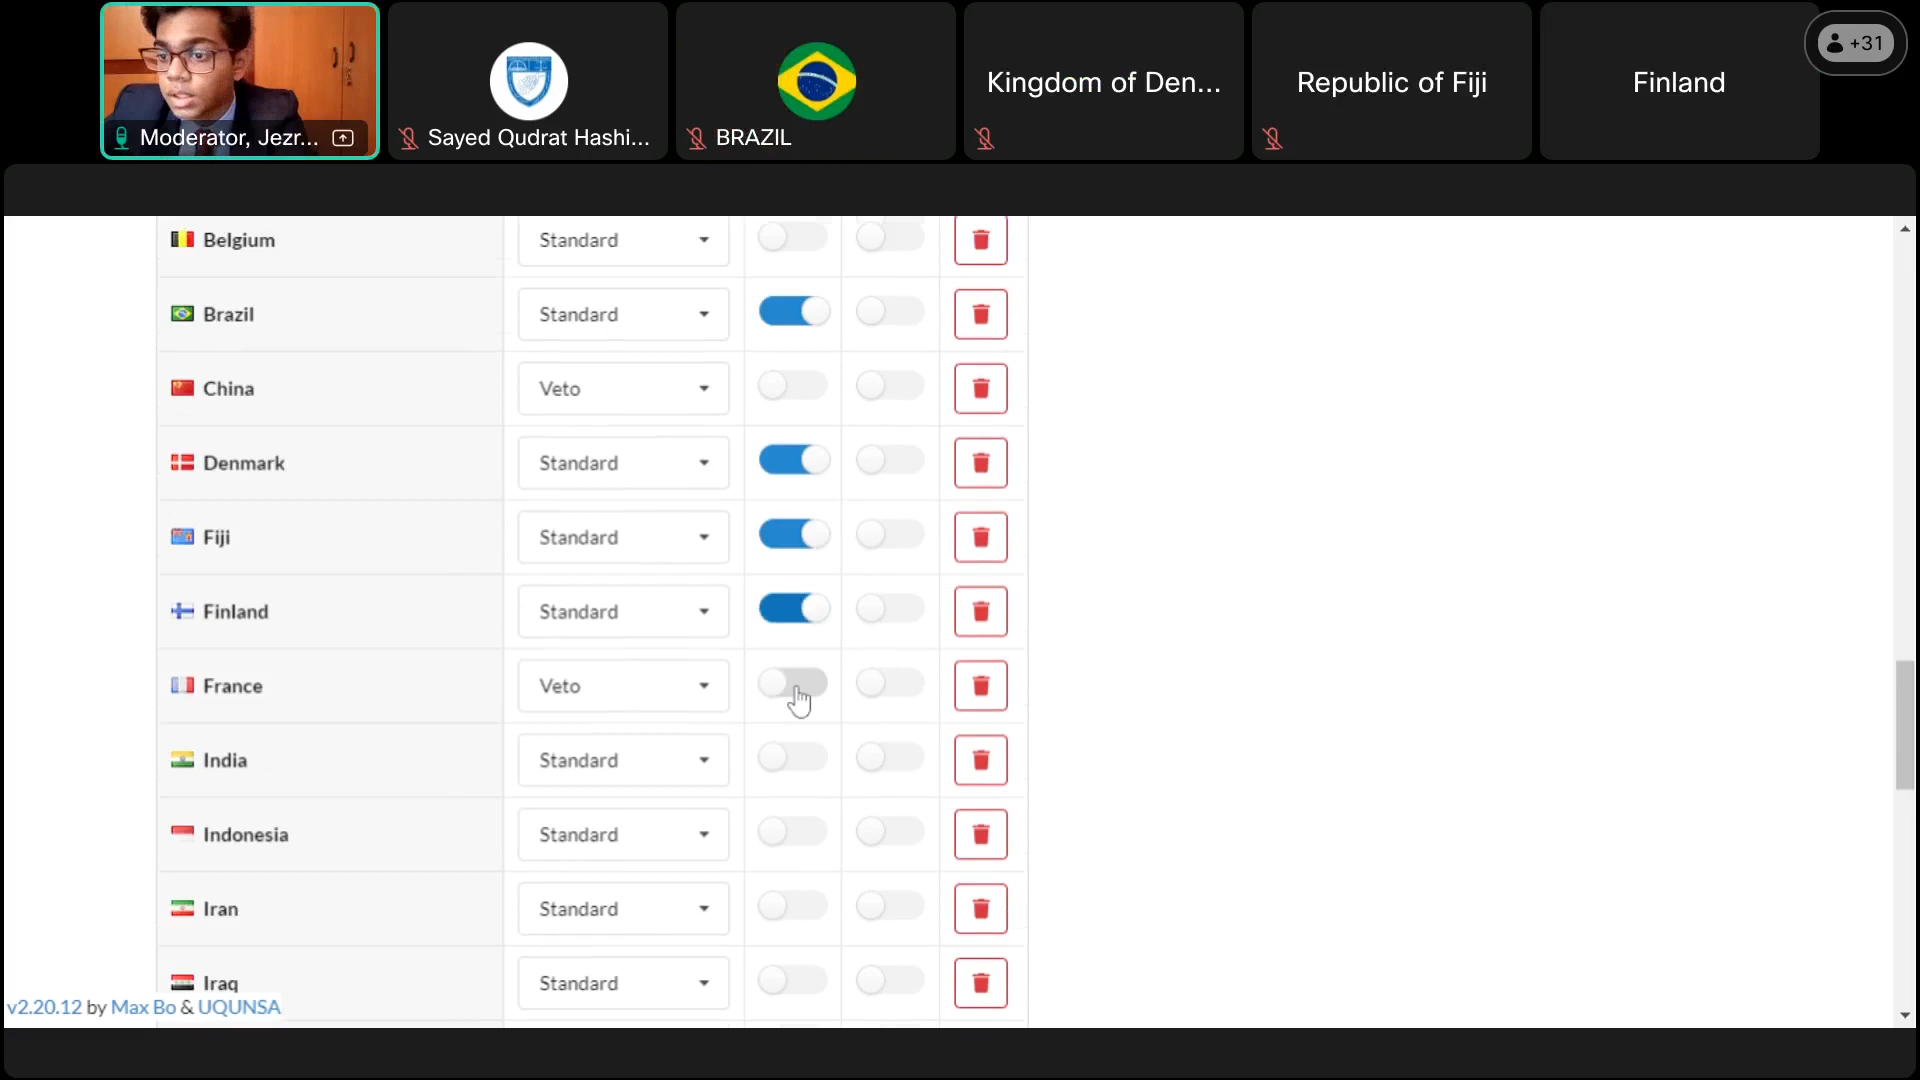 Moderator, Jezr...
Sayed Qudrat Hashi...
BRAZIL
Kingdom of Den...
Republic of Fiji
Finland
+31
Belgium Standard
Brazil Standard
China Veto
Denmark Standard
Fiji Standard
Finland Standard
France Veto
India Standard
Indonesia Standard
Iran Standard
Iraq Standard
v2.20.12 by Max Bo & UQUNSA